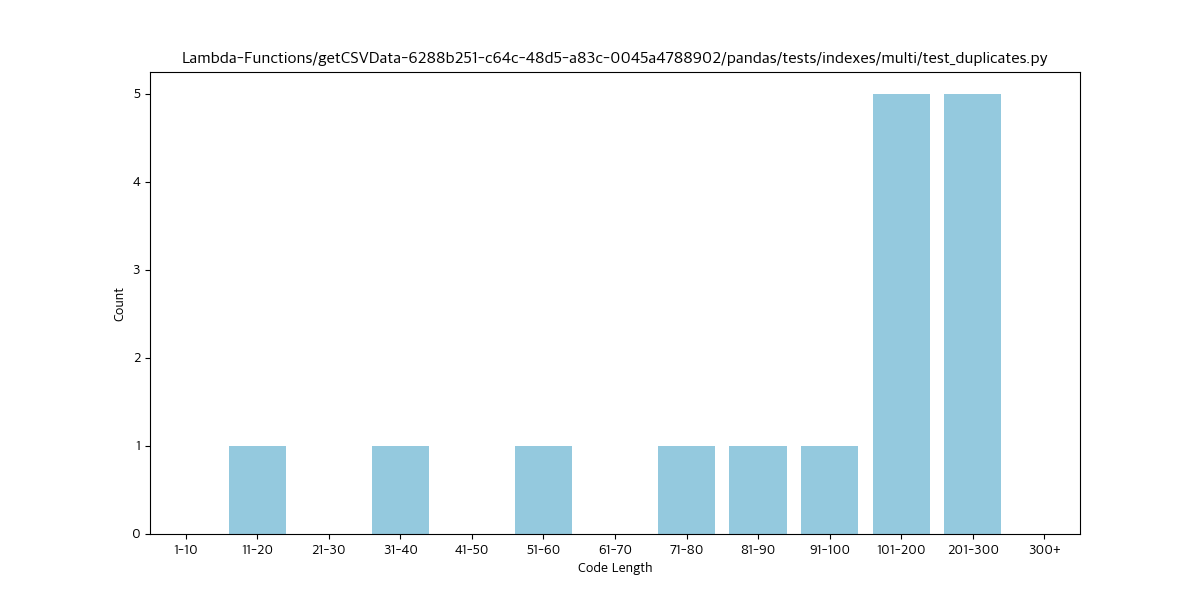 Lambda-Functions/getCSVData-6288b251-c64c-48d5-a83c-0045a4788902/pandas/tests/indexes/multi/test_duplicates.py
5
4
3
2
1
0
Count
1-10 11-20 21-30 31-40 41-50 51-60 61-70 71-80 81-90 91-100 101-200 201-300 300+
Code Length